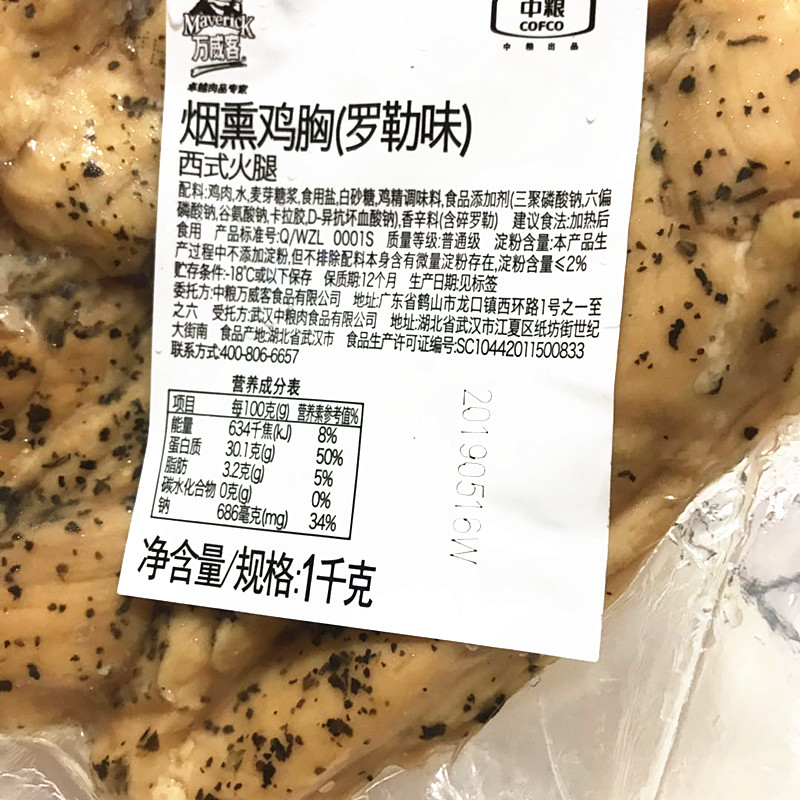 Maverick
万威客
卓越肉品专家
中粮
COFCO
中粮出品
烟熏鸡胸(罗勒味)
西式火腿
配料:鸡肉,水,麦芽糖浆,食用盐,白砂糖,鸡精调味料,食品添加剂(三聚磷酸钠,六偏
磷酸钠,谷氨酸钠,卡拉胶,D-异抗坏血酸钠),香辛料(含碎罗勒) 建议食法:加热后
食用 产品标准号:Q/WZL 0001S 质量等级:普通级 淀粉含量:本产品生
产过程中不添加淀粉,但不排除配料本身含有微量淀粉存在,淀粉含量≤2%
贮存条件:-18℃或以下保存 保质期:12个月 生产日期:见标签
委托方:中粮万威客食品有限公司 地址:广东省鹤山市龙口镇西环路1号之一至
之六 受托方:武汉中粮肉食品有限公司 地址:湖北省武汉市江夏区纸坊街世纪
大街南 食品产地:湖北省武汉市 食品生产许可证编号:SC10442011500833
联系方式:400-806-6657
营养成分表
项目 每100克(g) 营养素参考值%
能量 634千焦(kJ) 8%
蛋白质 30.1克(g) 50%
脂肪 3.2克(g) 5%
碳水化合物 0克(g) 0%
钠 686毫克(mg) 34%
净含量/规格:1千克
20190516W